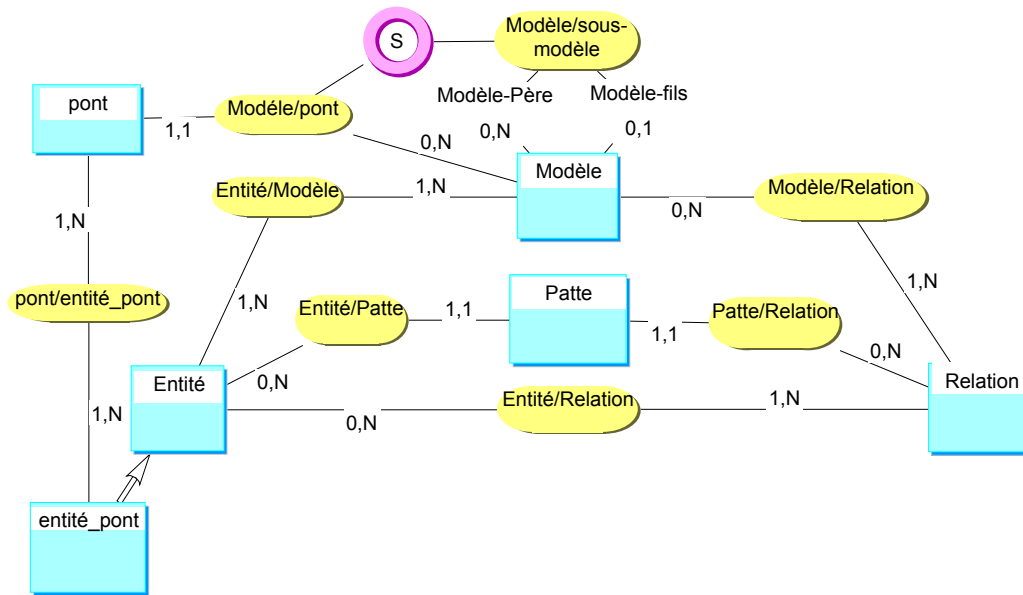 S
Modèle/sous-
modèle
Modèle-Père
Modèle-fils
pont
1,1
Modéle/pont
0,N
0,N
0,1
Modèle
Entité/Modèle
1,N
0,N
Modèle/Relation
1,N
pont/entité_pont
1,N
1,N
Entité/Patte
1,1
Patte
1,1
Patte/Relation
0,N
0,N
Entité
Relation
1,N
0,N
Entité/Relation
1,N
entité_pont